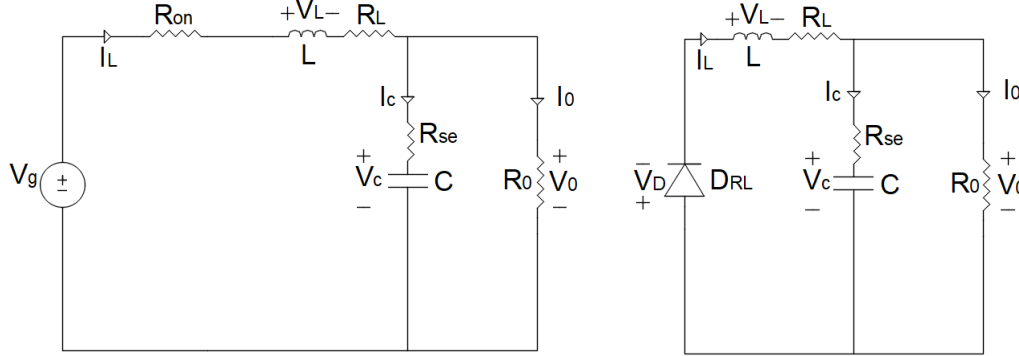 Ron
+VL−
RL
IL
L
Ic
I0
Rse
Vg
+
−
+
Vc
−
C
R0
+
V0
−
+VL−
RL
IL
L
Ic
I0
Rse
−
VD
+
DRL
+
Vc
−
C
R0
+
V0
−